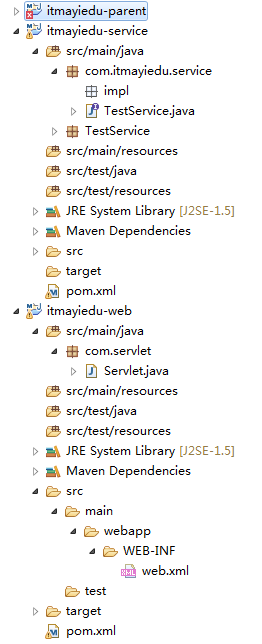 itmayiedu-parent
itmayiedu-service
src/main/java
com.itmayiedu.service
impl
TestService.java
TestService
src/main/resources
src/test/java
src/test/resources
JRE System Library [J2SE-1.5]
Maven Dependencies
src
target
pom.xml
itmayiedu-web
src/main/java
com.servlet
Servlet.java
src/main/resources
src/test/java
src/test/resources
JRE System Library [J2SE-1.5]
Maven Dependencies
src
main
webapp
WEB-INF
web.xml
test
target
pom.xml